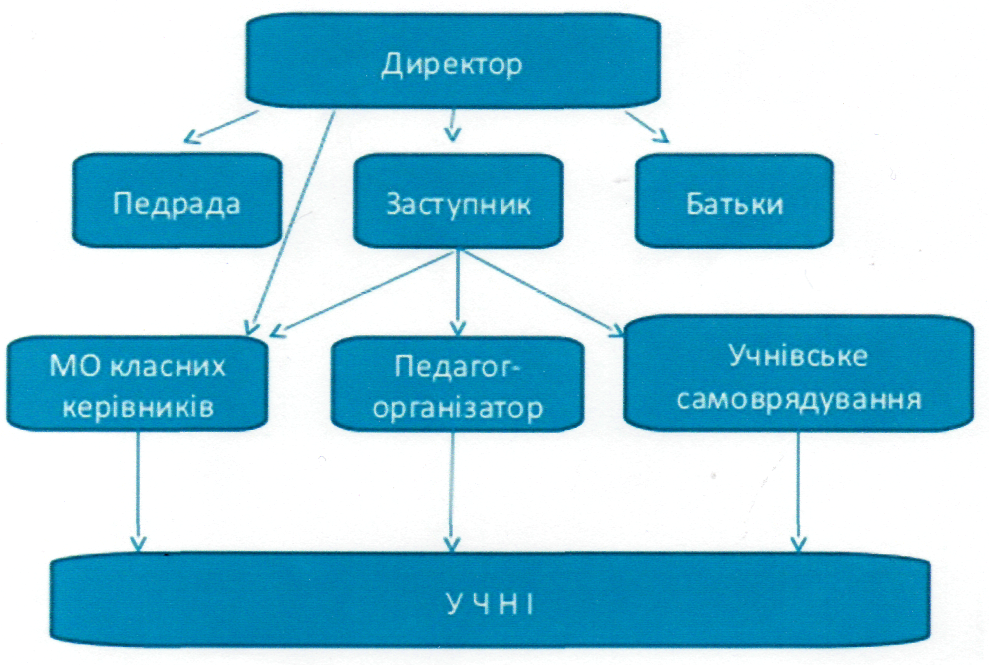 Директор
Педрада
Заступник
Батьки
МО класних
керівників
Педагог-
організатор
Учнівське
самоврядування
У Ч Н І